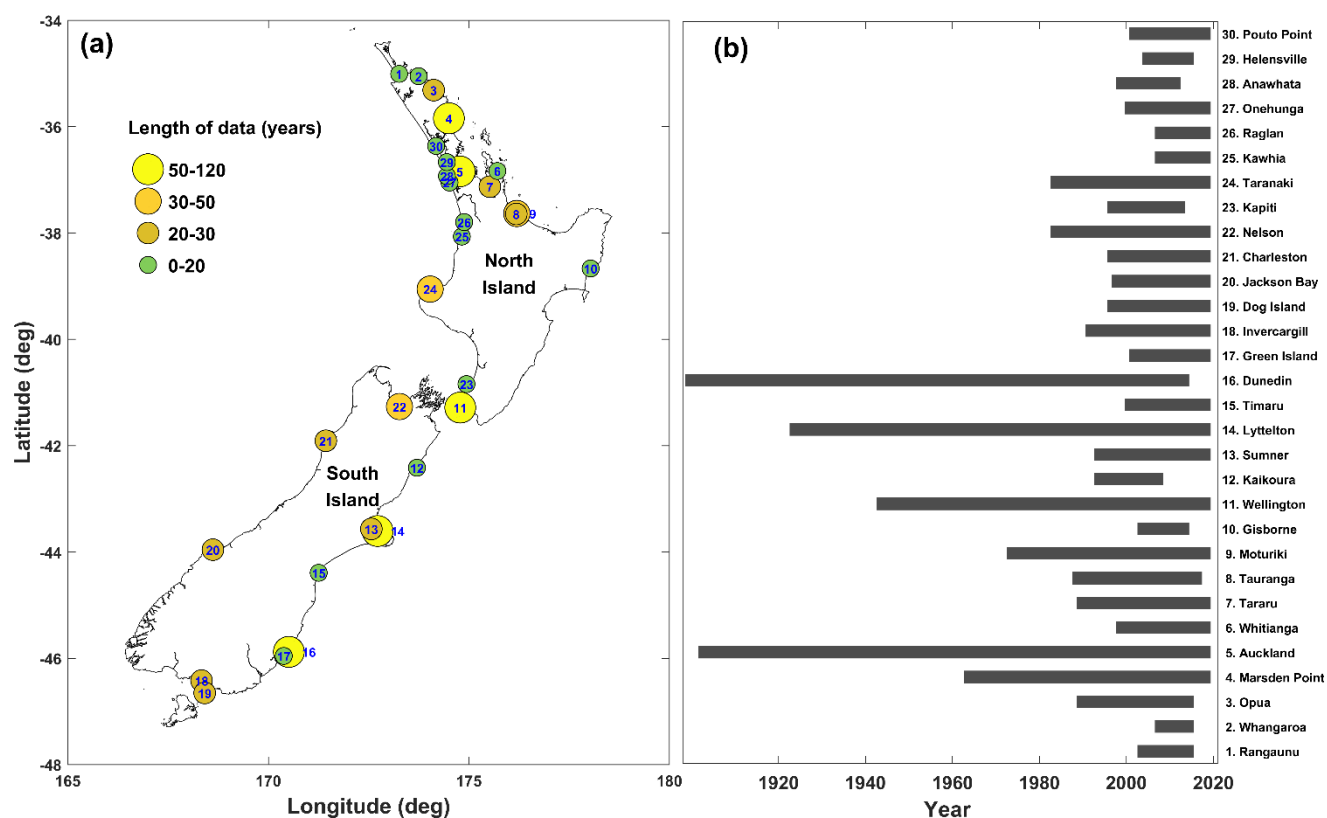 (a)
-34
-36
-38
-40
-42
-44
-46
-48
Latitude (deg)
165
170
175
180
Longitude (deg)
Length of data (years)
50-120
30-50
20-30
0-20
North
Island
South
Island
1
2
3
4
30
29
28
27
5
6
7
8
9
26
25
10
24
23
22
11
21
12
13
14
20
15
16
17
18
19
(b)
30. Pouto Point
29. Helensville
28. Anawhata
27. Onehunga
26. Raglan
25. Kawhia
24. Taranaki
23. Kapiti
22. Nelson
21. Charleston
20. Jackson Bay
19. Dog Island
18. Invercargill
17. Green Island
16. Dunedin
15. Timaru
14. Lyttelton
13. Sumner
12. Kaikoura
11. Wellington
10. Gisborne
9. Moturiki
8. Tauranga
7. Tararu
6. Whitianga
5. Auckland
4. Marsden Point
3. Opua
2. Whangaroa
1. Rangaunu
1920
1940
1960
1980
2000
2020
Year